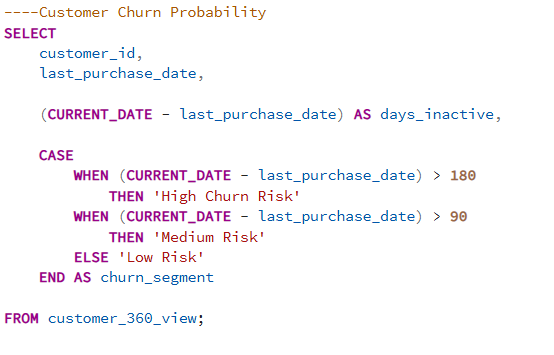 ----Customer Churn Probability
SELECT
    customer_id,
    last_purchase_date,

    (CURRENT_DATE - last_purchase_date) AS days_inactive,

    CASE
        WHEN (CURRENT_DATE - last_purchase_date) > 180
            THEN 'High Churn Risk'
        WHEN (CURRENT_DATE - last_purchase_date) > 90
            THEN 'Medium Risk'
        ELSE 'Low Risk'
    END AS churn_segment

FROM customer_360_view;